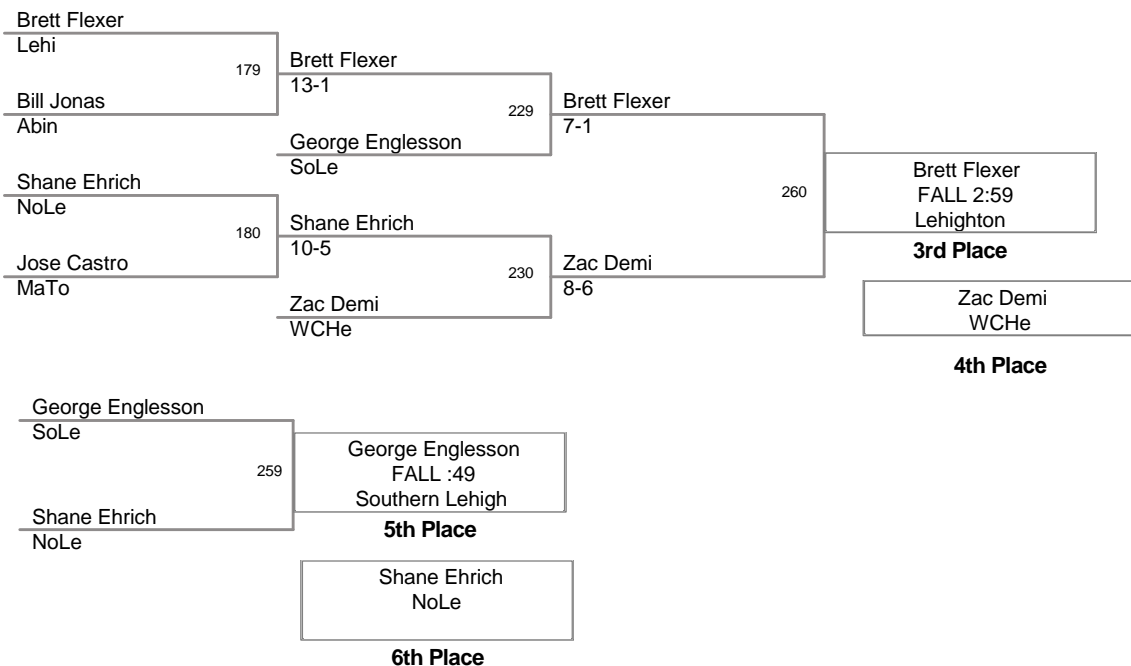 Brett Flexer
Lehi
179
Bill Jonas
Abin
Brett Flexer
13-1
229
George Englesson
SoLe
Shane Ehrich
NoLe
180
Jose Castro
MaTo
Shane Ehrich
10-5
230
Zac Demi
WCHe
Brett Flexer
7-1
260
Zac Demi
8-6
Brett Flexer
FALL 2:59
Lehighton
3rd Place
Zac Demi
WCHe
4th Place
George Englesson
SoLe
259
Shane Ehrich
NoLe
George Englesson
FALL :49
Southern Lehigh
5th Place
Shane Ehrich
NoLe
6th Place